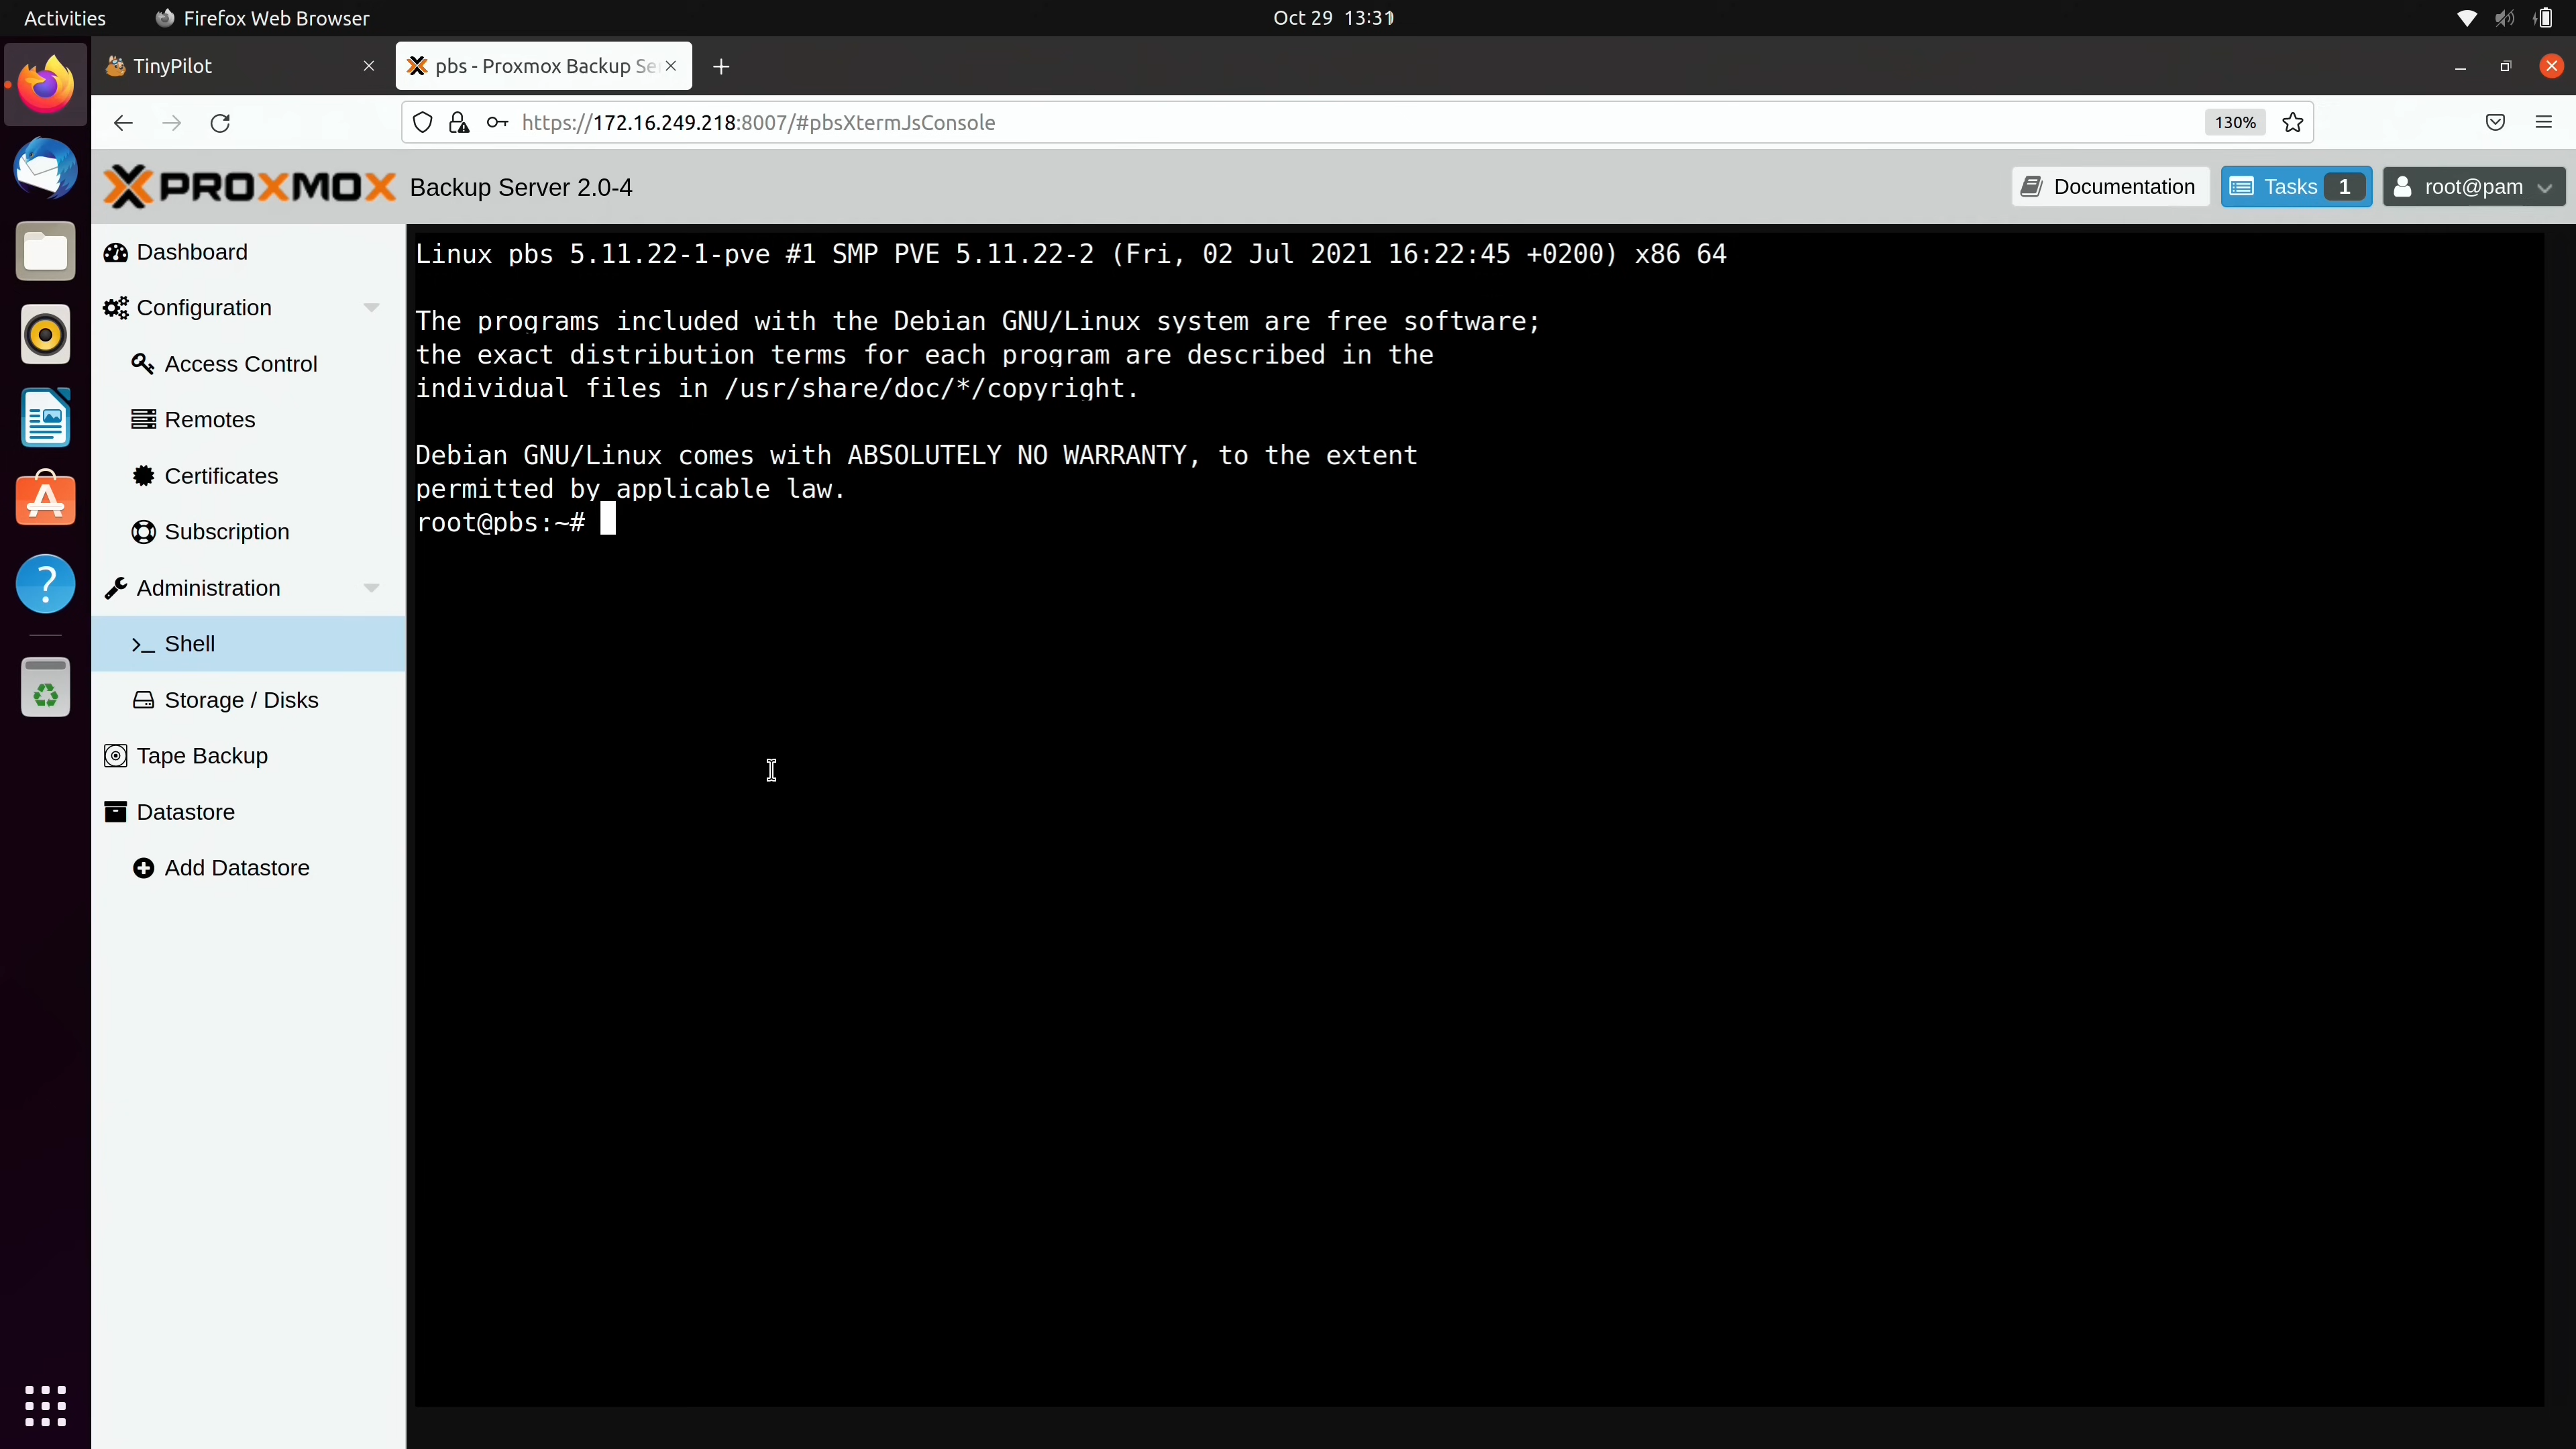 Activities Firefox Web Browser Oct 29 13:31
TinyPilot
pbs - Proxmox Backup Se
https://172.16.249.218:8007/#pbsXtermJsConsole 130%
PROXMOX Backup Server 2.0-4 Documentation Tasks 1 root@pam
Dashboard
Configuration
Access Control
Remotes
Certificates
Subscription
Administration
Shell
Storage / Disks
Tape Backup
Datastore
Add Datastore
Linux pbs 5.11.22-1-pve #1 SMP PVE 5.11.22-2 (Fri, 02 Jul 2021 16:22:45 +0200) x86 64
The programs included with the Debian GNU/Linux system are free software;
the exact distribution terms for each program are described in the
individual files in /usr/share/doc/*/copyright.
Debian GNU/Linux comes with ABSOLUTELY NO WARRANTY, to the extent
permitted by applicable law.
root@pbs:~#